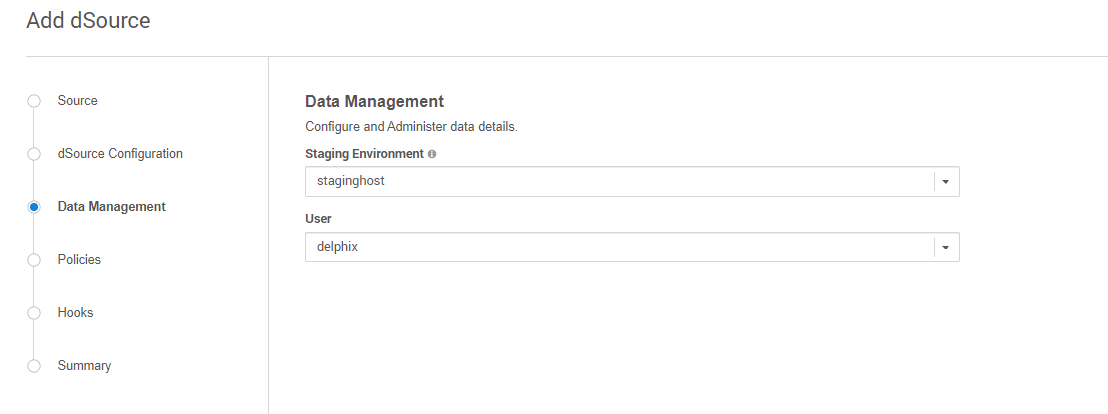 Add dSource
Source
dSource Configuration
Data Management
Policies
Hooks
Summary
Data Management
Configure and Administer data details.
Staging Environment
staginghost
User
delphix